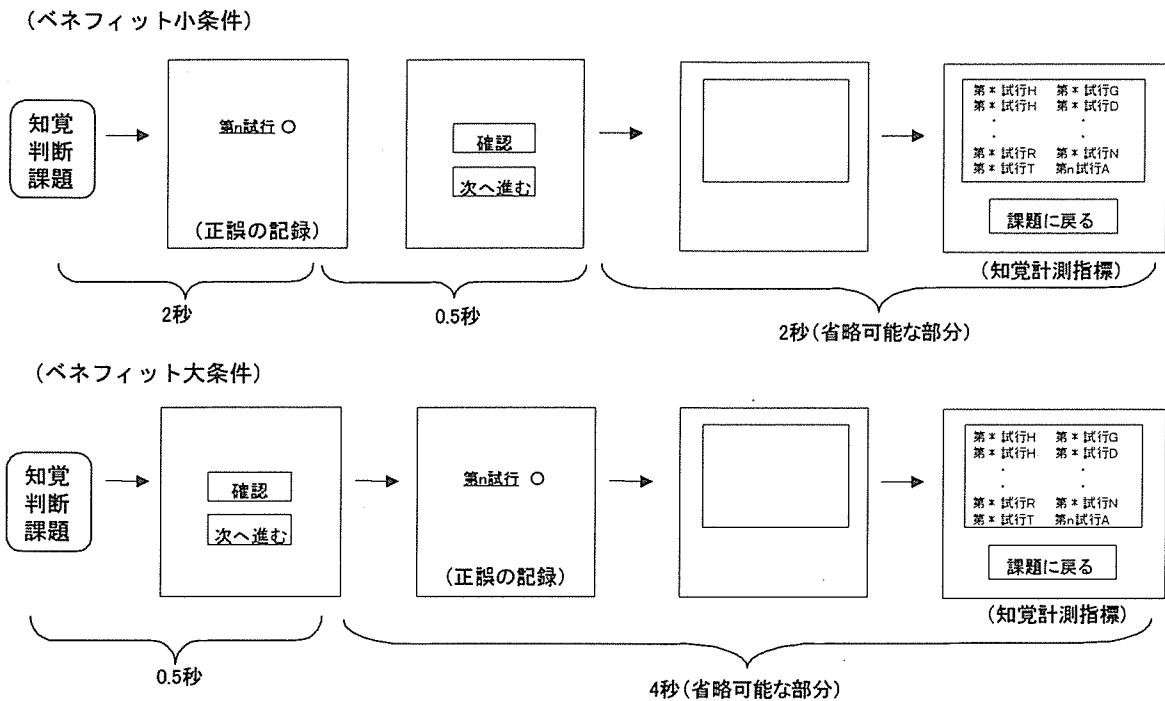 （ベネフィット小条件）
知覚
判断
課題
第n試行 ○
（正誤の記録）
確認
次へ進む
第＊試行H 第＊試行G
第＊試行H 第＊試行D
・ ・
・ ・
第＊試行R 第＊試行N
第＊試行T 第n試行A
課題に戻る
（知覚計測指標）
2秒
0.5秒
2秒（省略可能な部分）
（ベネフィット大条件）
知覚
判断
課題
確認
次へ進む
第n試行 ○
（正誤の記録）
第＊試行H 第＊試行G
第＊試行H 第＊試行D
・ ・
・ ・
第＊試行R 第＊試行N
第＊試行T 第n試行A
課題に戻る
（知覚計測指標）
0.5秒
4秒（省略可能な部分）